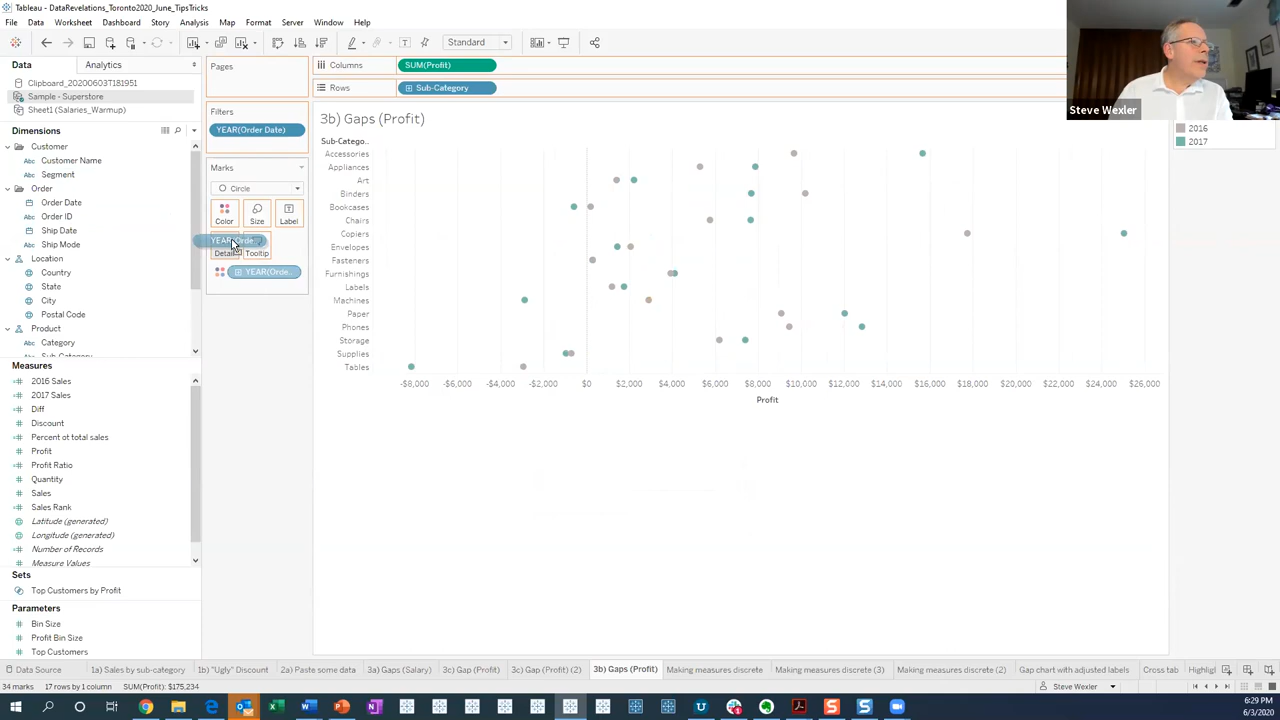 Tableau - DataRevelations_Toronto2020_June_TipsTricks
File Data Worksheet Dashboard Story Analysis Map Format Server Window Help
Standard
Data Analytics
Clipboard_20200603T181951
Sample - Superstore
Sheet1 (Salaries_Warmup)
Dimensions
Customer
Abc Customer Name
Abc Segment
Order
Order Date
Abc Order ID
Ship Date
Abc Ship Mode
Location
Country
State
City
Postal Code
Product
Abc Category
Abc Sub-Category
Measures
2016 Sales
2017 Sales
Diff
Discount
Percent ot total sales
Profit
Profit Ratio
Quantity
Sales
Sales Rank
Latitude (generated)
Longitude (generated)
Number of Records
Measure Values
Sets
Top Customers by Profit
Parameters
Bin Size
Profit Bin Size
Top Customers
Pages
Filters
YEAR(Order Date)
Marks
Circle
Color Size Label
YEAR(Orde..
Detail Tooltip
YEAR(Orde..
Columns SUM(Profit)
Rows Sub-Category
3b) Gaps (Profit)
Sub-Catego..
Accessories
Appliances
Art
Binders
Bookcases
Chairs
Copiers
Envelopes
Fasteners
Furnishings
Labels
Machines
Paper
Phones
Storage
Supplies
Tables
-$8,000 -$6,000 -$4,000 -$2,000 $0 $2,000 $4,000 $6,000 $8,000 $10,000 $12,000 $14,000 $16,000 $18,000 $20,000 $22,000 $24,000 $26,000
Profit
Steve Wexler
2016
2017
Data Source 1a) Sales by sub-category 1b) "Ugly" Discount 2a) Paste some data 3a) Gaps (Salary) 3c) Gap (Profit) 3c) Gap (Profit) (2) 3b) Gaps (Profit) Making measures discrete Making measures discrete (3) Making measures discrete (2) Gap chart with adjusted labels Cross tab Highligl
34 marks 17 rows by 1 column SUM(Profit): $175,234
Steve Wexler
6:29 PM
6/3/2020